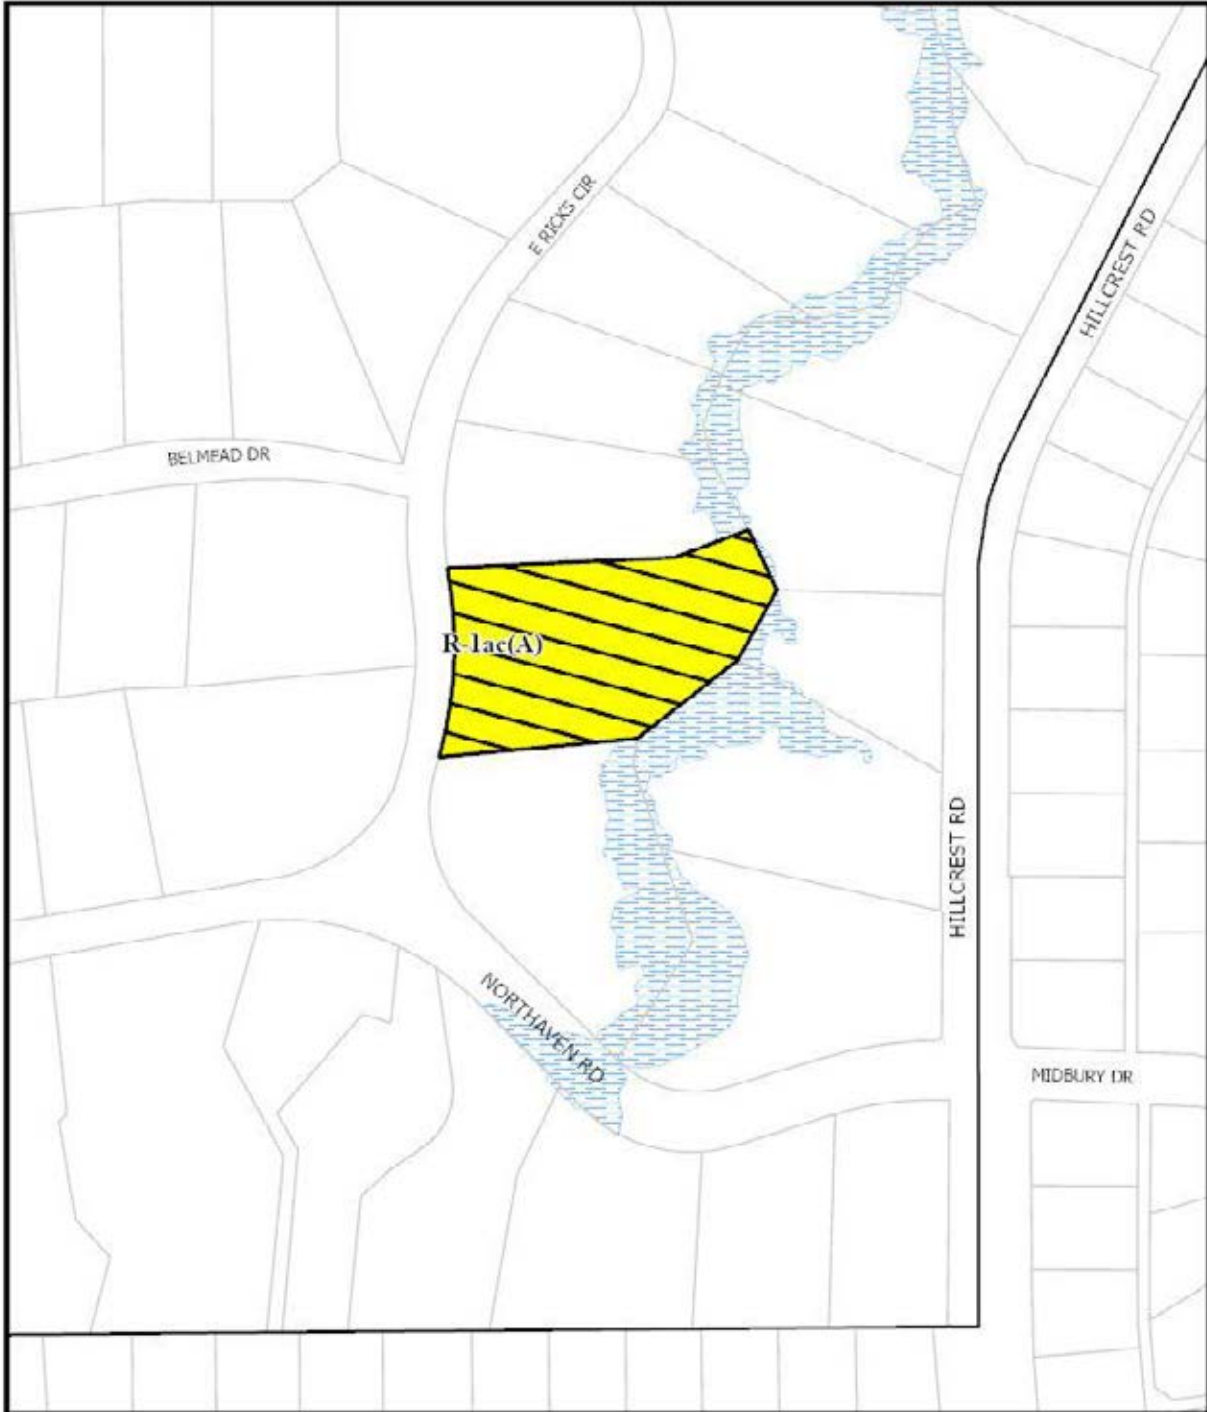 E RICKS CIR
HILLCREST RD
BELMEAD DR
R-1ac(A)
HILLCREST RD
NORTHAVEN RD
MIDBURY DR